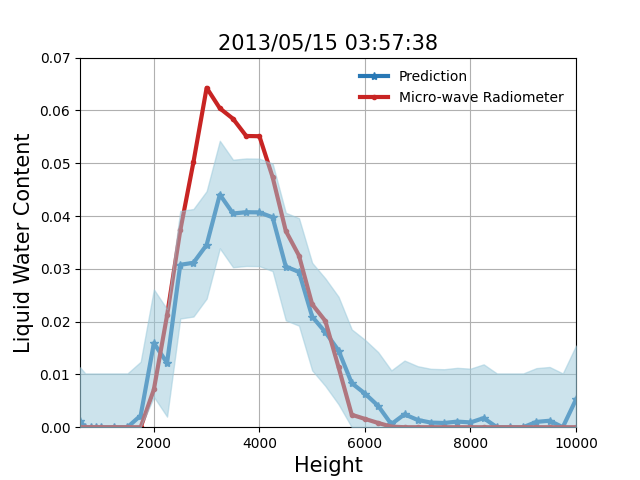 2013/05/15 03:57:38
Prediction
Micro-wave Radiometer
Liquid Water Content
0.07
0.06
0.05
0.04
0.03
0.02
0.01
0.00
2000 4000 6000 8000 10000
Height